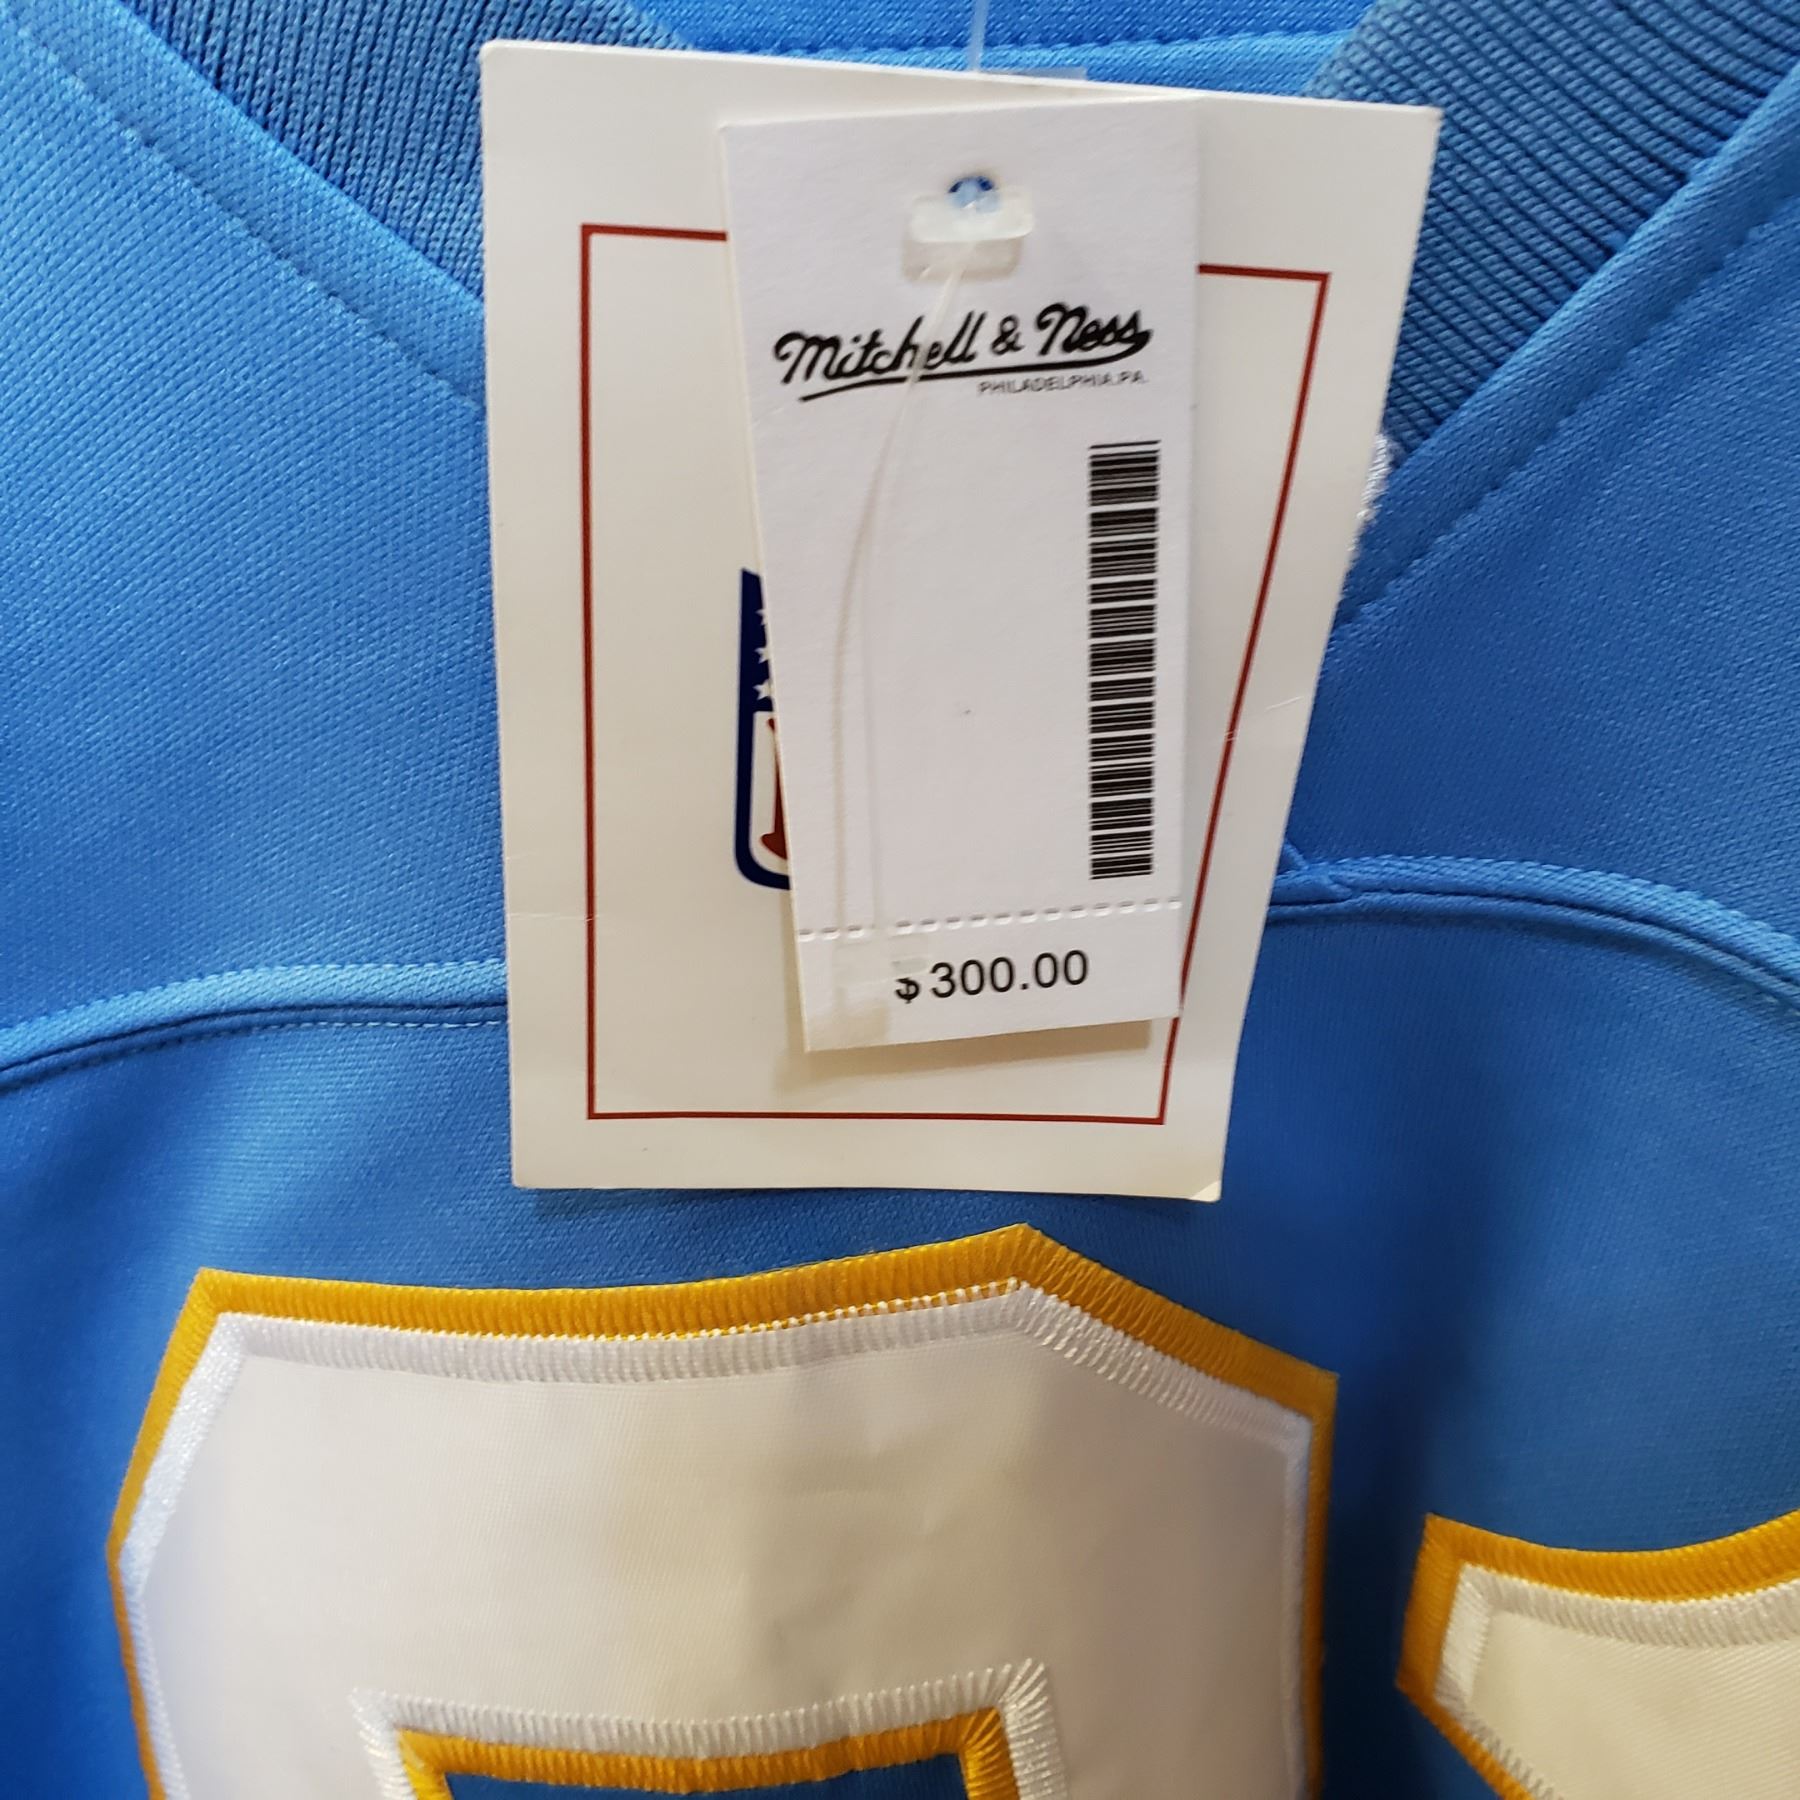 Mitchell & Ness
PHILADELPHIA, PA.
$300.00